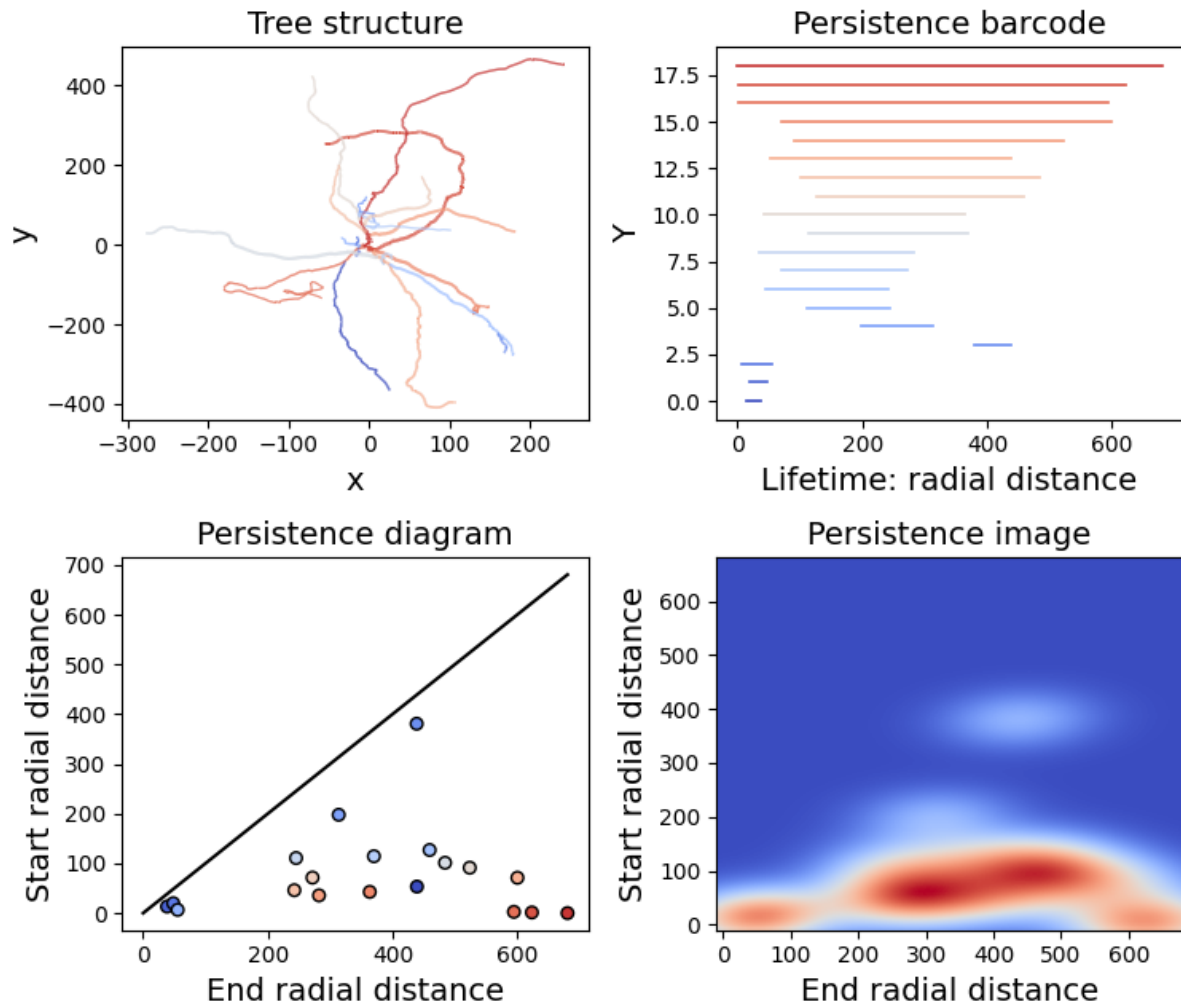 Tree structure
400
200
0
−200
−400
y
−300 −200 −100 0 100 200
x
Persistence barcode
17.5
15.0
12.5
10.0
7.5
5.0
2.5
0.0
Y
0 200 400 600
Lifetime: radial distance
Persistence diagram
700
600
500
400
300
200
100
0
Start radial distance
0 200 400 600
End radial distance
Persistence image
600
500
400
300
200
100
0
Start radial distance
0 100 200 300 400 500 600
End radial distance